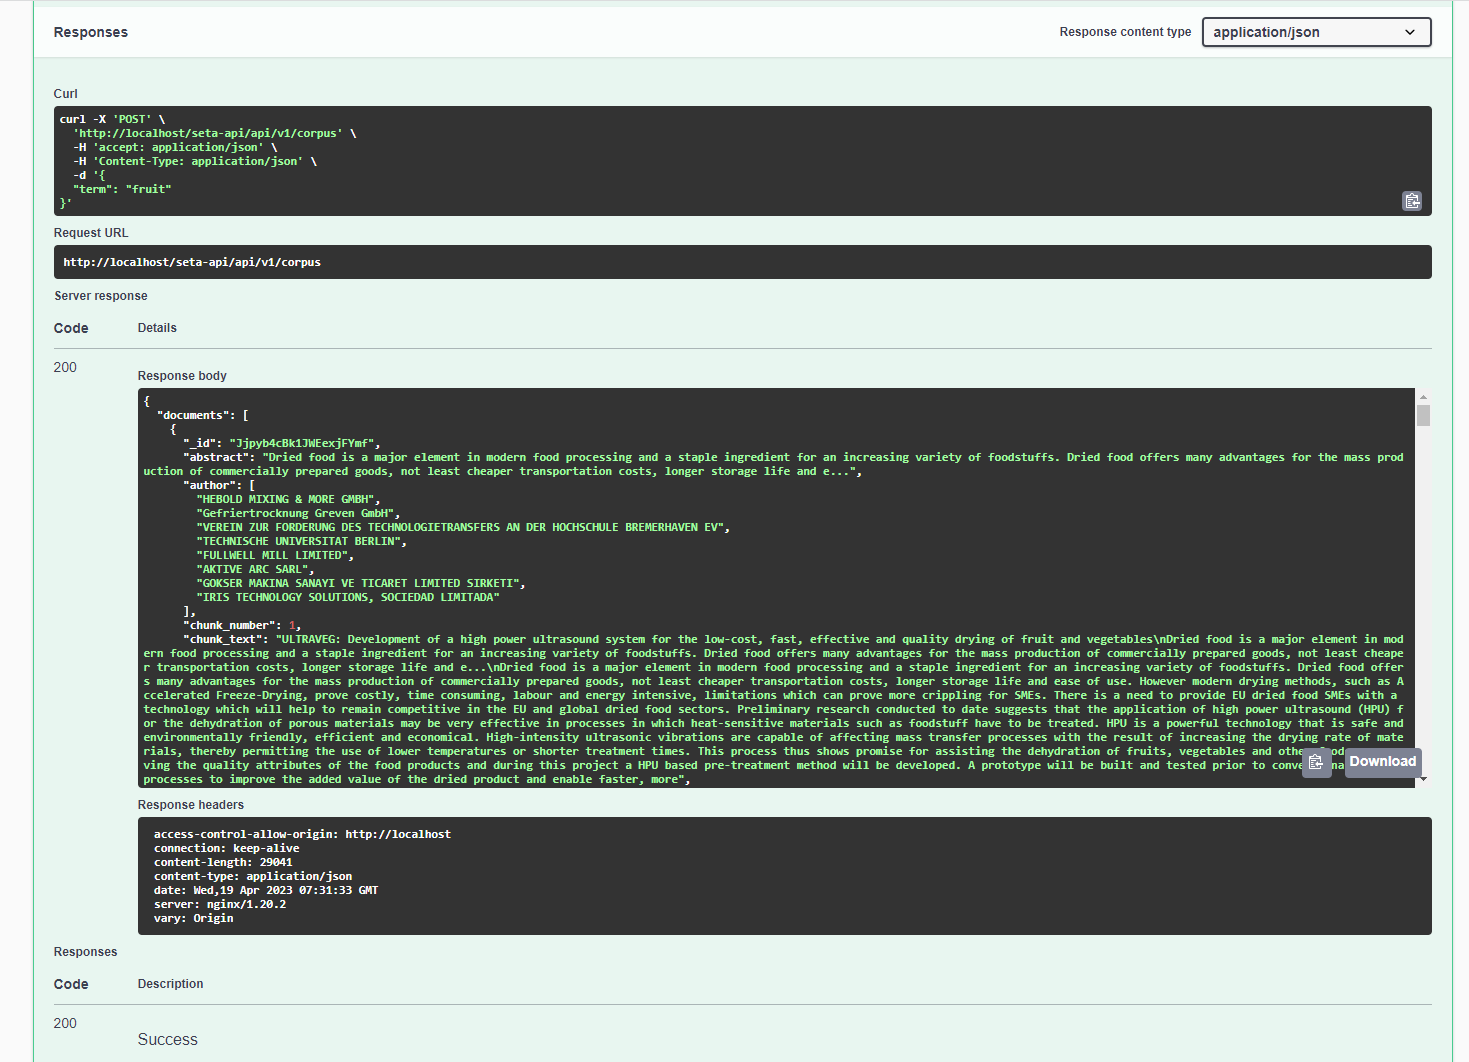 Responses
Response content type
application/json
Curl
curl -X 'POST' \
'http://localhost/seta-api/api/v1/corpus' \
-H 'accept: application/json' \
-H 'Content-Type: application/json' \
-d '{
"term": "fruit"
}'
Request URL
http://localhost/seta-api/api/v1/corpus
Server response
Code Details
200
Response body
{
"documents": [
{
"_id": "Jjpyb4cBk1JWEexjFYmf",
"abstract": "Dried food is a major element in modern food processing and a staple ingredient for an increasing variety of foodstuffs. Dried food offers many advantages for the mass prod
uction of commercially prepared goods, not least cheaper transportation costs, longer storage life and e...",
"author": [
"HEBOLD MIXING & MORE GMBH",
"Gefriertrocknung Greven GmbH",
"VEREIN ZUR FORDERUNG DES TECHNOLOGIETRANSFERS AN DER HOCHSCHULE BREMERHAVEN EV",
"TECHNISCHE UNIVERSITAT BERLIN",
"FULLWELL MILL LIMITED",
"AKTIVE ARC SARL",
"GOKSER MAKINA SANAYI VE TICARET LIMITED SIRKETI",
"IRIS TECHNOLOGY SOLUTIONS, SOCIEDAD LIMITADA"
],
"chunk_number": 1,
"chunk_text": "ULTRAVEG: Development of a high power ultrasound system for the low-cost, fast, effective and quality drying of fruit and vegetables\nDried food is a major element in mod
ern food processing and a staple ingredient for an increasing variety of foodstuffs. Dried food offers many advantages for the mass production of commercially prepared goods, not least cheape
r transportation costs, longer storage life and e...\nDried food is a major element in modern food processing and a staple ingredient for an increasing variety of foodstuffs. Dried food offer
s many advantages for the mass production of commercially prepared goods, not least cheaper transportation costs, longer storage life and ease of use. However modern drying methods, such as A
ccelerated Freeze-Drying, prove costly, time consuming, labour and energy intensive, limitations which can prove more crippling for SMEs. There is a need to provide EU dried food SMEs with a
technology which will help to remain competitive in the EU and global dried food sectors. Preliminary research conducted to date suggests that the application of high power ultrasound (HPU) f
or the dehydration of porous materials may be very effective in processes in which heat-sensitive materials such as foodstuff have to be treated. HPU is a powerful technology that is safe and
environmentally friendly, efficient and economical. High-intensity ultrasonic vibrations are capable of affecting mass transfer processes with the result of increasing the drying rate of mate
rials, thereby permitting the use of lower temperatures or shorter treatment times. This process thus shows promise for assisting the dehydration of fruits, vegetables and
ving the quality attributes of the food products and during this project a HPU based pre-treatment method will be developed. A prototype will be built and tested prior to
processes to improve the added value of the dried product and enable faster, more",
Download
Response headers
access-control-allow-origin: http://localhost
connection: keep-alive
content-length: 29041
content-type: application/json
date: Wed,19 Apr 2023 07:31:33 GMT
server: nginx/1.20.2
vary: Origin
Responses
Code Description
200
Success